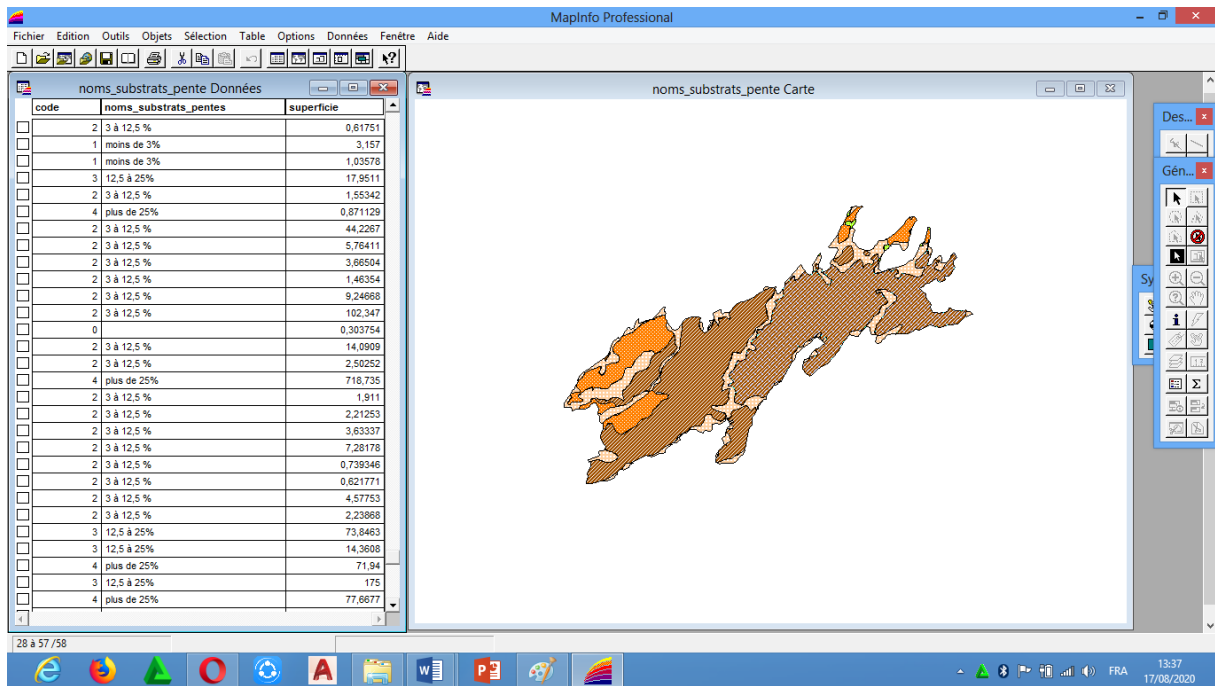 MapInfo Professional
Fichier Edition Outils Objets Sélection Table Options Données Fenêtre Aide
noms_substrats_pente Données
code noms_substrats_pentes superficie
2 3 à 12,5 % 0,61751
1 moins de 3% 3,157
1 moins de 3% 1,03578
3 12,5 à 25% 17,9511
2 3 à 12,5 % 1,55342
4 plus de 25% 0,871129
2 3 à 12,5 % 44,2267
2 3 à 12,5 % 5,76411
2 3 à 12,5 % 3,66504
2 3 à 12,5 % 1,46354
2 3 à 12,5 % 9,24668
2 3 à 12,5 % 102,347
0 0,303754
2 3 à 12,5 % 14,0909
2 3 à 12,5 % 2,50252
4 plus de 25% 718,735
2 3 à 12,5 % 1,911
2 3 à 12,5 % 2,21253
2 3 à 12,5 % 3,63337
2 3 à 12,5 % 7,28178
2 3 à 12,5 % 0,739346
2 3 à 12,5 % 0,621771
2 3 à 12,5 % 4,57753
2 3 à 12,5 % 2,23868
3 12,5 à 25% 73,8463
3 12,5 à 25% 14,3608
4 plus de 25% 71,94
3 12,5 à 25% 175
4 plus de 25% 77,6677
noms_substrats_pente Carte
Des...
Gén...
Sy
28 à 57 /58
FRA
13:37
17/08/2020